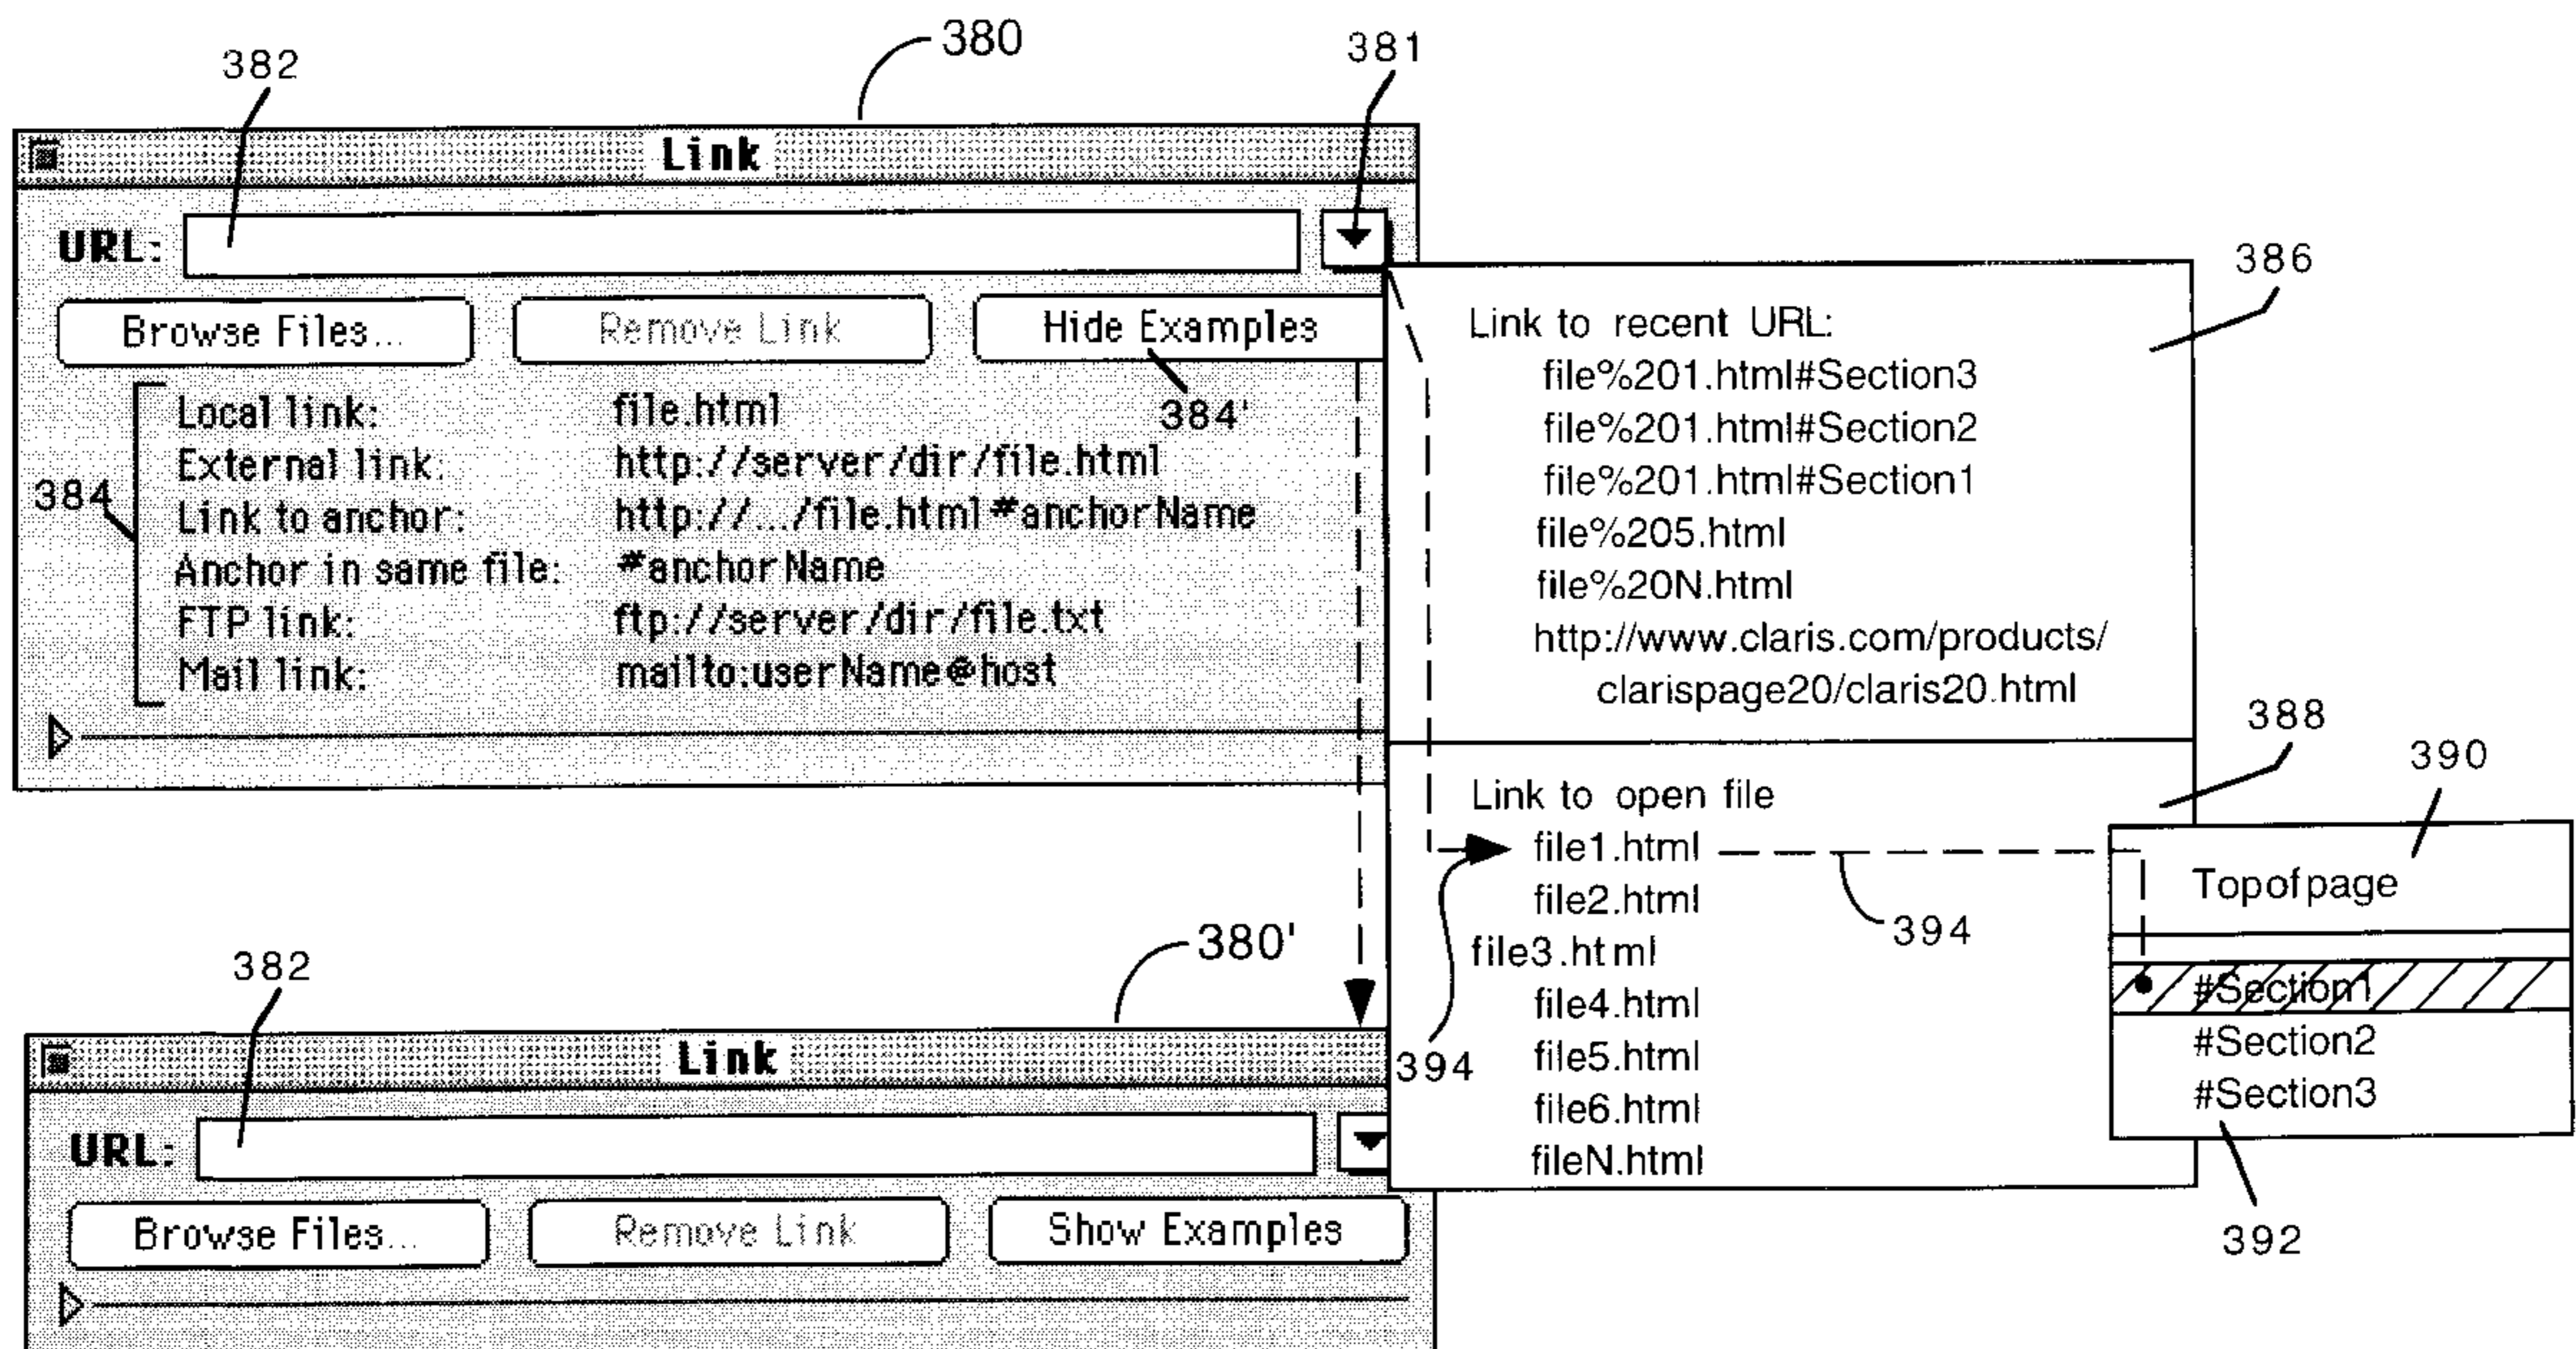 380
381
382
Link
URL:
Browse Files...
Remove Link
Hide Examples
384'
384
Local link: file.html
External link: http://server/dir/file.html
Link to anchor: http://.../file.html#anchorName
Anchor in same file: #anchorName
FTP link: ftp://server/dir/file.txt
Mail link: mailto:userName@host
386
Link to recent URL:
file%201.html#Section3
file%201.html#Section2
file%201.html#Section1
file%205.html
file%20N.html
http://www.claris.com/products/
clarispage20/claris20.html
388
Link to open file
file1.html
file2.html
file3.html
file4.html
file5.html
file6.html
fileN.html
394
394
390
Topofpage
#Section1
#Section2
#Section3
392
380'
382
Link
URL:
Browse Files...
Remove Link
Show Examples